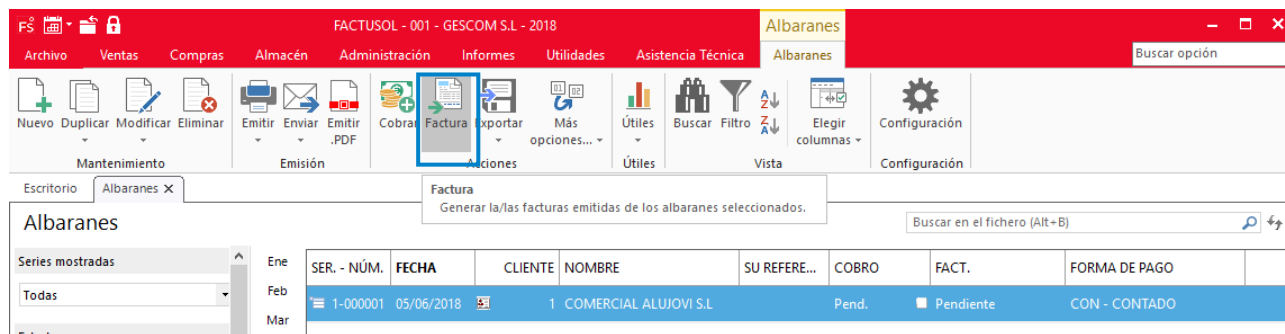 FS FACTUSOL - 001 - GESCOM S.L - 2018 Albaranes
Archivo Ventas Compras Almacén Administración Informes Utilidades Asistencia Técnica Albaranes Buscar opción
Nuevo Duplicar Modificar Eliminar Emitir Enviar Emitir .PDF Cobrar Factura Exportar Más opciones... Útiles Buscar Filtro Elegir columnas Configuración
Mantenimiento Emisión Acciones Útiles Vista Configuración
Escritorio Albaranes X
Factura
Generar la/las facturas emitidas de los albaranes seleccionados.
Albaranes Buscar en el fichero (Alt+B)
Series mostradas
Todas
Ene
Feb
Mar
SER. - NÚM. FECHA CLIENTE NOMBRE SU REFERE... COBRO FACT. FORMA DE PAGO
1-000001 05/06/2018 1 COMERCIAL ALUJOVI S.L Pend. Pendiente CON - CONTADO